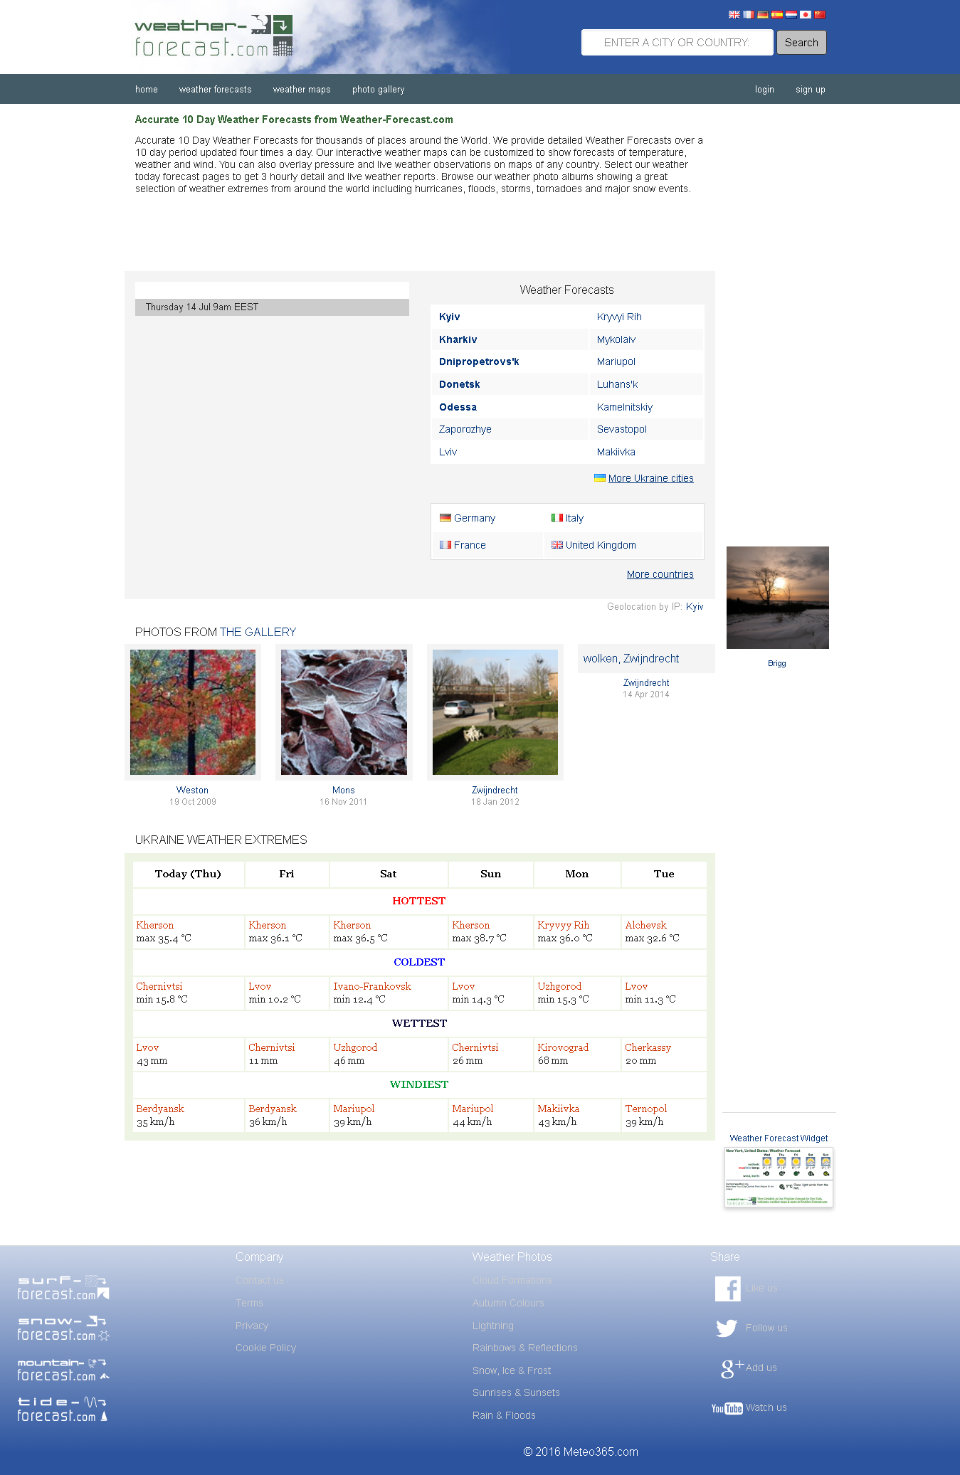 weather-
forecast.com
ENTER A CITY OR COUNTRY:
Search
home weather forecasts weather maps photo gallery login sign up
Accurate 10 Day Weather Forecasts from Weather-Forecast.com
Accurate 10 Day Weather Forecasts for thousands of places around the World. We provide detailed Weather Forecasts over a
10 day period updated four times a day. Our interactive weather maps can be customized to show forecasts of temperature,
weather and wind. You can also overlay pressure and live weather observations on maps of any country. Select our weather
today forecast pages to get 3 hourly detail and live weather reports. Browse our weather photo albums showing a great
selection of weather extremes from around the world including hurricanes, floods, storms, tornadoes and major snow events.
Thursday 14 Jul 9am EEST
Weather Forecasts
Kyiv Kryvyi Rih
Kharkiv Mykolaiv
Dnipropetrovs'k Mariupol
Donetsk Luhans'k
Odessa Kamelnitskiy
Zaporozhye Sevastopol
Lviv Makiivka
More Ukraine cities
Germany Italy
France United Kingdom
More countries
Geolocation by IP: Kyiv
Brigg
PHOTOS FROM THE GALLERY
wolken, Zwijndrecht
Zwijndrecht
14 Apr 2014
Weston Mons Zwijndrecht
19 Oct 2009 16 Nov 2011 18 Jan 2012
UKRAINE WEATHER EXTREMES
Today (Thu) Fri Sat Sun Mon Tue
HOTTEST
Kherson Kherson Kherson Kherson Kryvyy Rih Alchevsk
max 35.4 °C max 36.1 °C max 36.5 °C max 38.7 °C max 36.0 °C max 32.6 °C
COLDEST
Chernivtsi Lvov Ivano-Frankovsk Lvov Uzhgorod Lvov
min 15.8 °C min 10.2 °C min 12.4 °C min 14.3 °C min 15.3 °C min 11.3 °C
WETTEST
Lvov Chernivtsi Uzhgorod Chernivtsi Kirovograd Cherkassy
43 mm 11 mm 46 mm 26 mm 68 mm 20 mm
WINDIEST
Berdyansk Berdyansk Mariupol Mariupol Makiivka Ternopol
35 km/h 36 km/h 39 km/h 44 km/h 43 km/h 39 km/h
Weather Forecast Widget
New York, United States: Weather Forecast
surf-
forecast.com
snow-
forecast.com
mountain-
forecast.com
tide-
forecast.com
Company
Contact us
Terms
Privacy
Cookie Policy
Weather Photos
Cloud Formations
Autumn Colours
Lightning
Rainbows & Reflections
Snow, Ice & Frost
Sunrises & Sunsets
Rain & Floods
Share
Like us
Follow us
Add us
YouTube Watch us
© 2016 Meteo365.com